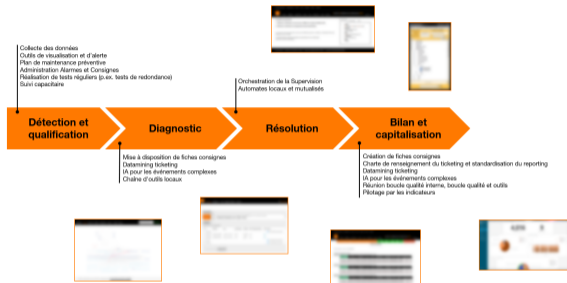 Collecte des données
Outils de visualisation et d'alerte
Plan de maintenance préventive
Administration Alarmes et Consignes
Réalisation de tests réguliers (p.ex. tests de redondance)
Suivi capacitaire
Orchestration de la Supervision
Automates locaux et mutualisés
Détection et
qualification
Diagnostic
Résolution
Bilan et
capitalisation
Mise à disposition de fiches consignes
Datamining ticketing
IA pour les événements complexes
Chaîne d'outils locaux
Création de fiches consignes
Charte de renseignement du ticketing et standardisation du reporting
Datamining ticketing
IA pour les événements complexes
Réunion boucle qualité interne, boucle qualité et outils
Pilotage par les indicateurs